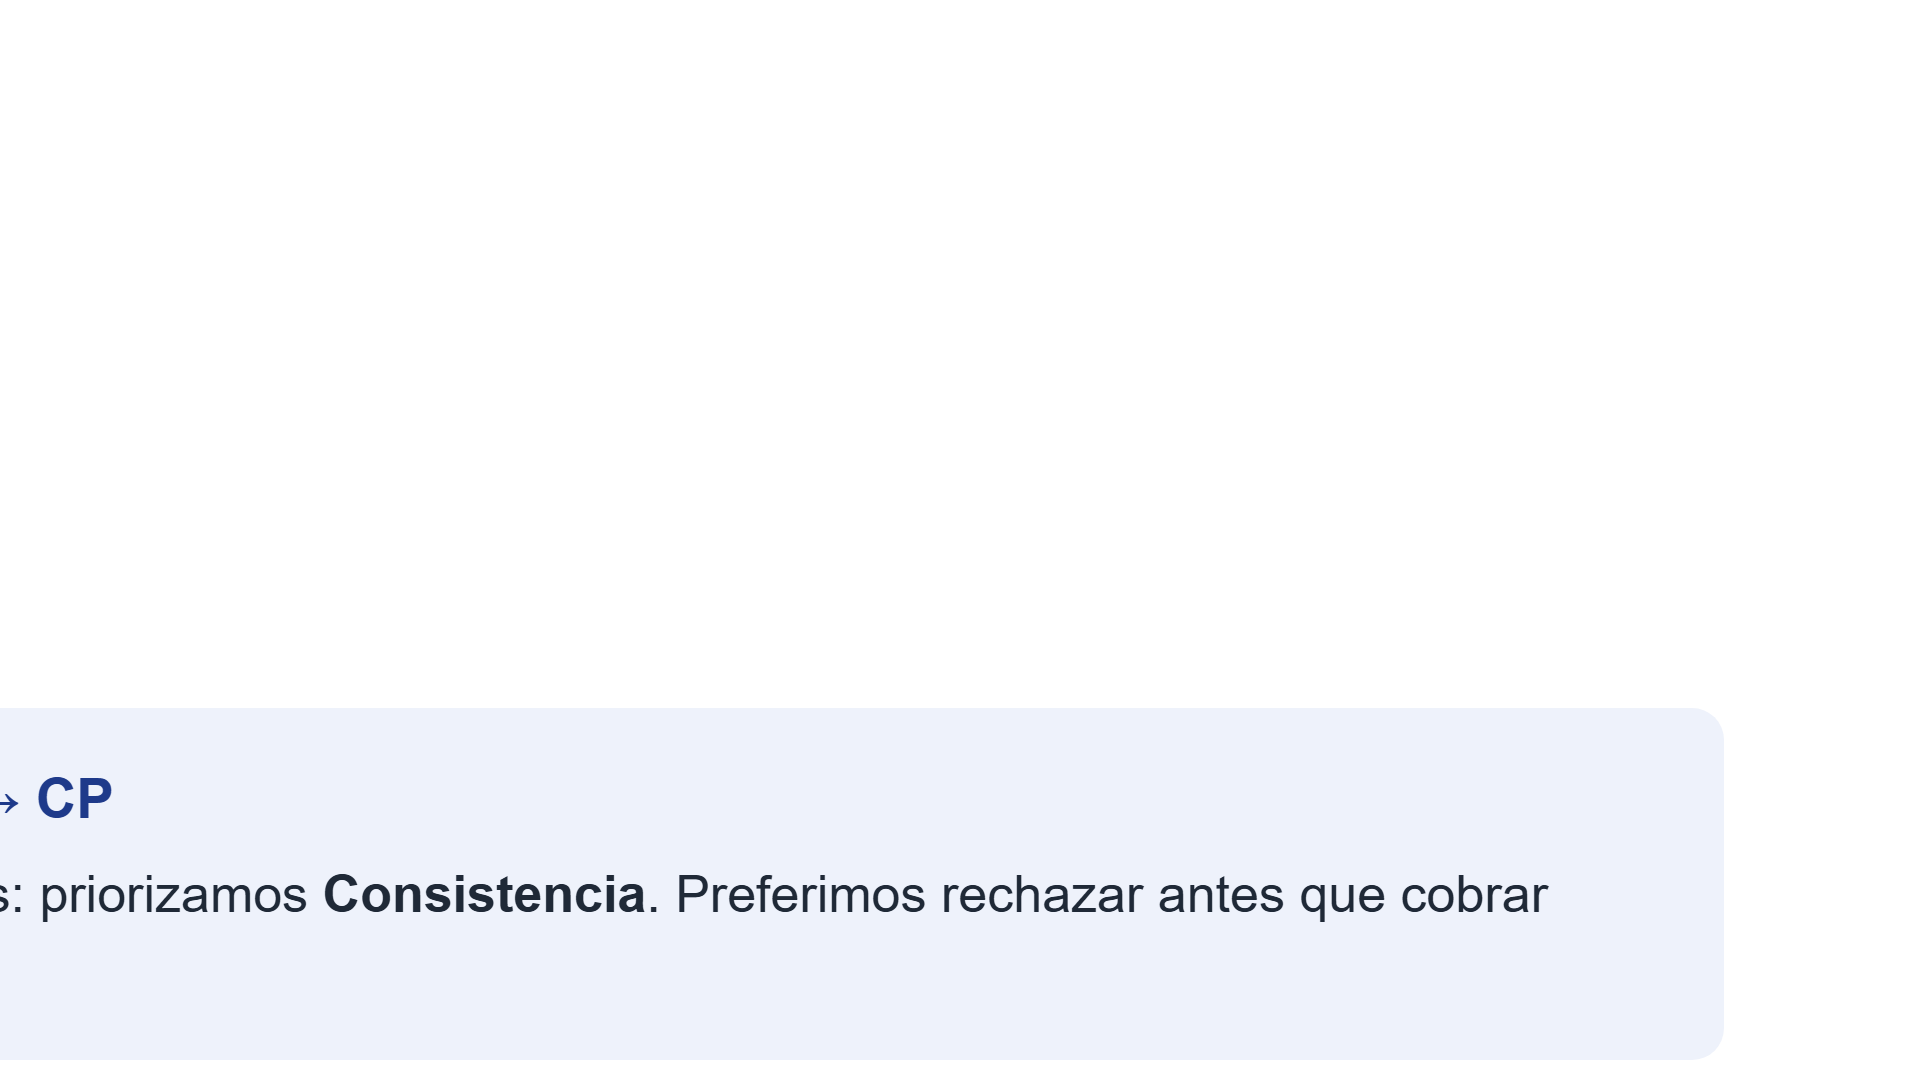 → CP
s: priorizamos Consistencia. Preferimos rechazar antes que cobrar